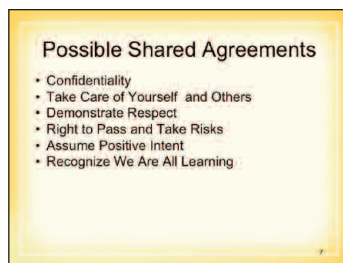 Possible Shared Agreements
• Confidentiality
• Take Care of Yourself and Others
• Demonstrate Respect
• Right to Pass and Take Risks
• Assume Positive Intent
• Recognize We Are All Learning
7